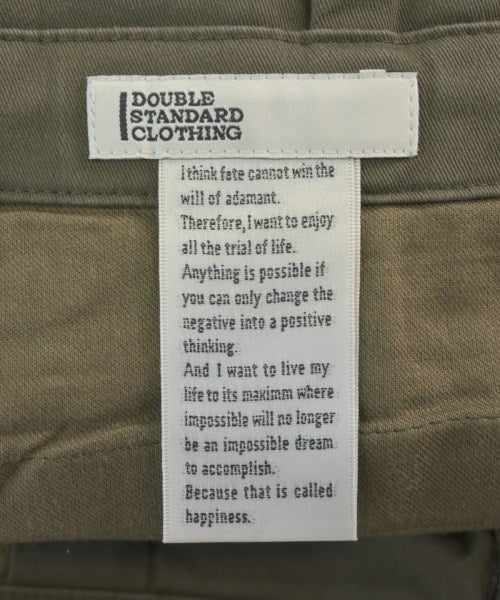 DOUBLE
STANDARD
CLOTHING
I think fate cannot win the
will of adamant.
Therefore, I want to enjoy
all the trial of life.
Anything is possible if
you can only change the
negative into a positive
thinking.
And I want to live my
life to its maximm where
impossible will no longer
be an impossible dream
to accomplish.
Because that is called
happiness.